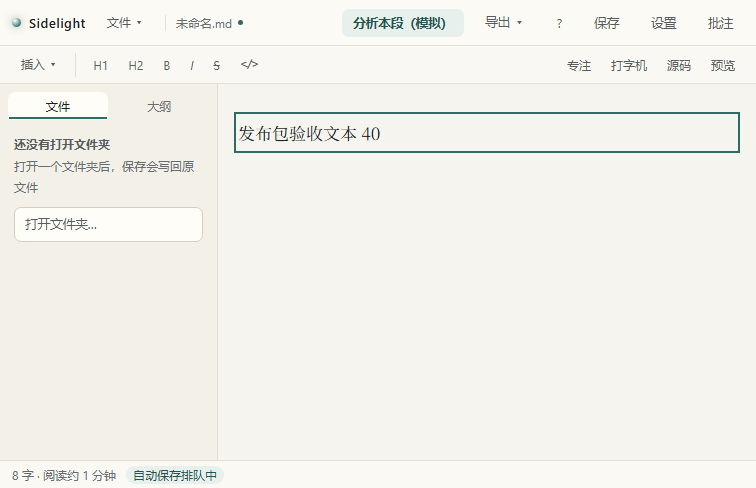 Sidelight 文件 未命名.md 分析本段（模拟） 导出 ? 保存 设置 批注
插入 H1 H2 B I S </> 专注 打字机 源码 预览
文件 大纲
还没有打开文件夹
打开一个文件夹后，保存会写回原
文件
打开文件夹...
发布包验收文本 40
8 字 · 阅读约 1 分钟 自动保存排队中